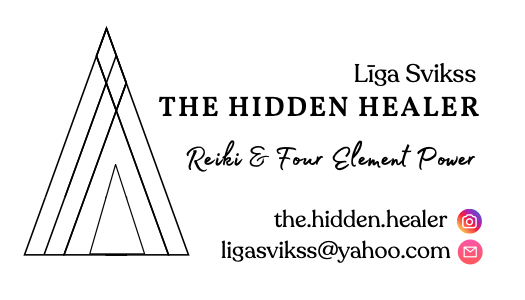 Līga Svikss
THE HIDDEN HEALER
Reiki & Four Element Power
the.hidden.healer
ligasvikss@yahoo.com